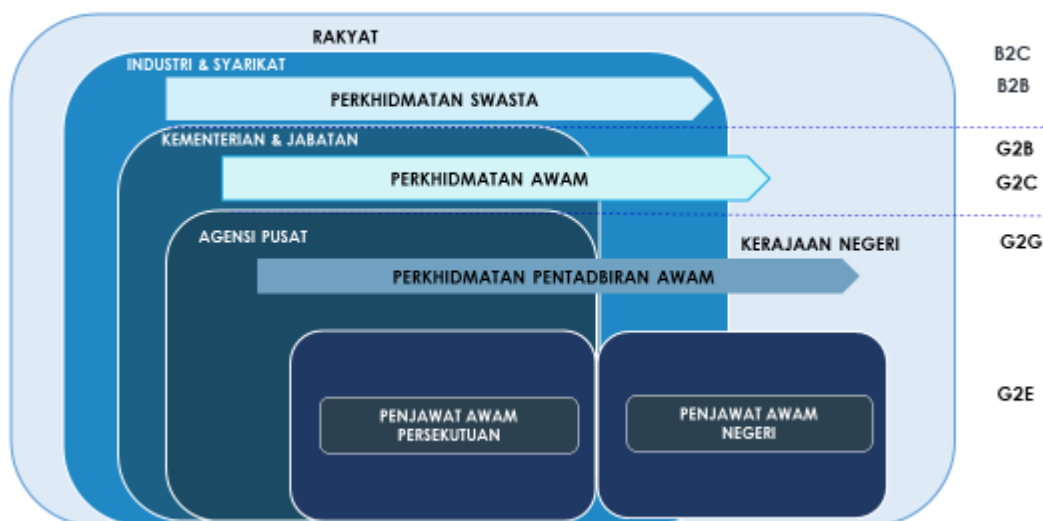 RAKYAT
B2C
INDUSTRI & SYARIKAT
B2B
PERKHIDMATAN SWASTA
KEMENTERIAN & JABATAN
G2B
PERKHIDMATAN AWAM
G2C
AGENSI PUSAT
KERAJAAN NEGERI
G2G
PERKHIDMATAN PENTADBIRAN AWAM
G2E
PENJAWAT AWAM
PERSEKUTUAN
PENJAWAT AWAM
NEGERI